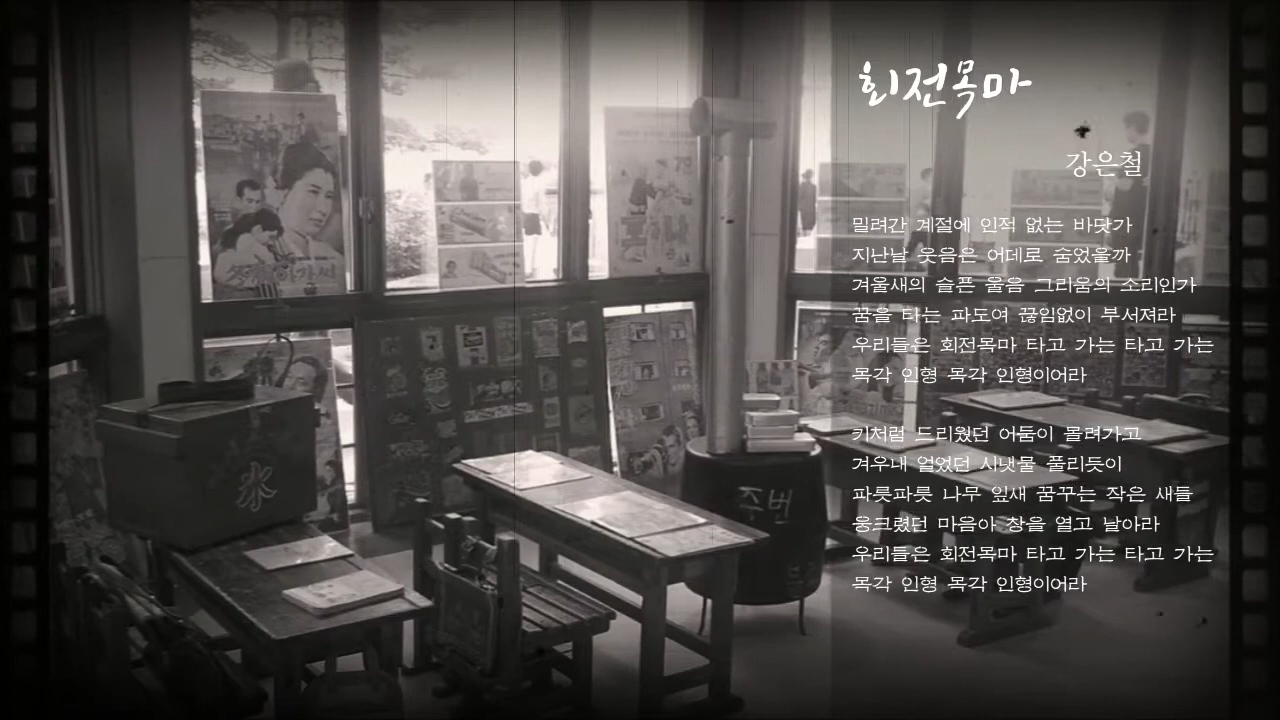 회전목마
강은철
밀려간 계절에 인적 없는 바닷가
지난날 웃음은 어데로 숨었을까
겨울새의 슬픈 울음 그리움의 소리인가
꿈을 타는 파도여 끊임없이 부서져라
우리들은 회전목마 타고 가는 타고 가는
목각 인형 목각 인형이어라
키처럼 드리웠던 어둠이 몰려가고
겨우내 얼었던 시냇물 풀리듯이
파릇파릇 나무 잎새 꿈꾸는 작은 새들
웅크렸던 마음아 창을 열고 날아라
우리들은 회전목마 타고 가는 타고 가는
목각 인형 목각 인형이어라
氷
주번